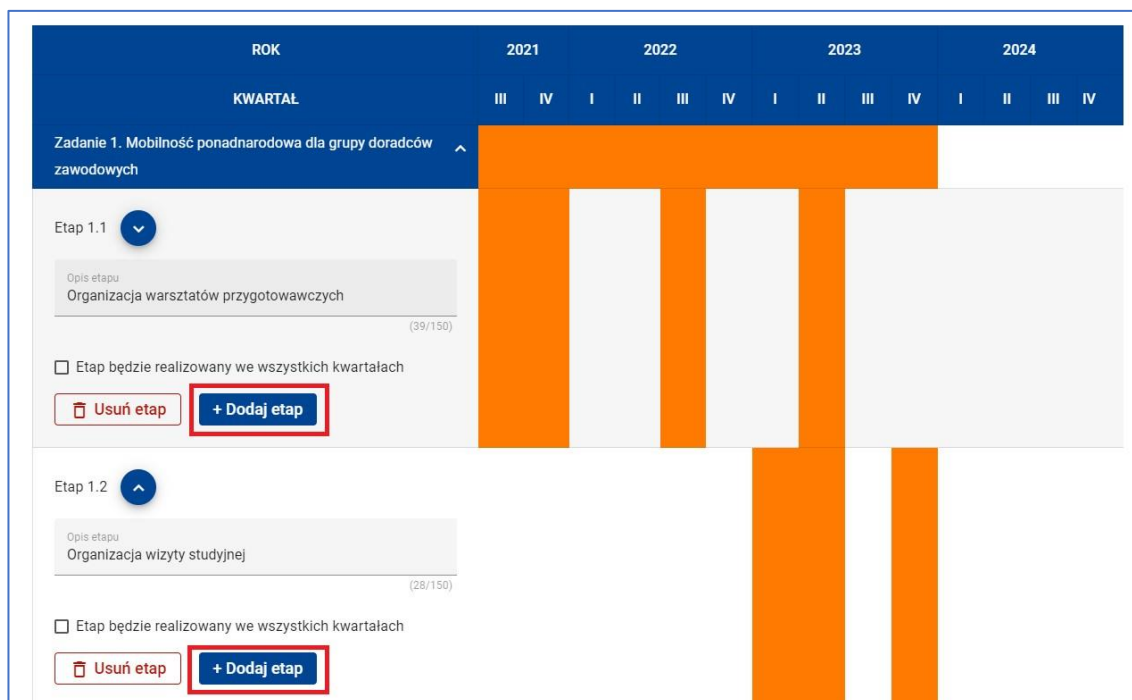 ROK 2021 2022 2023 2024
KWARTAŁ III IV I II III IV I II III IV I II III IV
Zadanie 1. Mobilność ponadnarodowa dla grupy doradców
zawodowych
Etap 1.1
Opis etapu
Organizacja warsztatów przygotowawczych
(39/150)
Etap będzie realizowany we wszystkich kwartałach
Usuń etap + Dodaj etap
Etap 1.2
Opis etapu
Organizacja wizyty studyjnej
(28/150)
Etap będzie realizowany we wszystkich kwartałach
Usuń etap + Dodaj etap